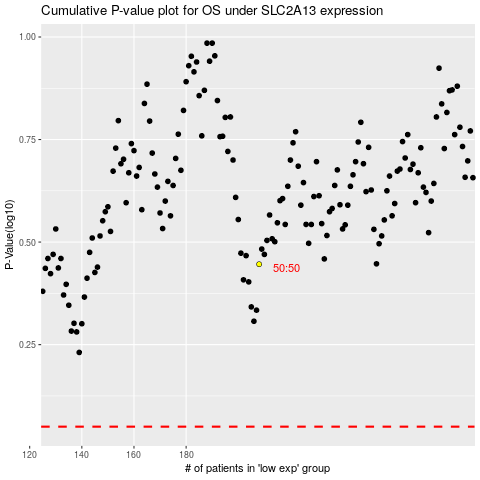 Cumulative P-value plot for OS under SLC2A13 expression
1.00
0.75
0.50
0.25
P-Value(log10)
50:50
120 140 160 180
# of patients in 'low exp' group